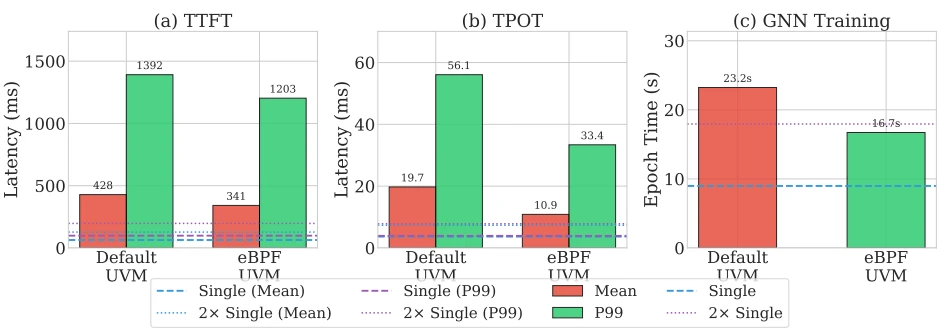 (a) TTFT
(b) TPOT
(c) GNN Training
Latency (ms)
1500
1000
500
0
1392
1203
428
341
Default
UVM
eBPF
UVM
Latency (ms)
60
40
20
0
56.1
33.4
19.7
10.9
Default
UVM
eBPF
UVM
Epoch Time (s)
30
20
10
0
23.2s
16.7s
Default
UVM
eBPF
UVM
Single (Mean)
2× Single (Mean)
Single (P99)
2× Single (P99)
Mean
P99
Single
2× Single